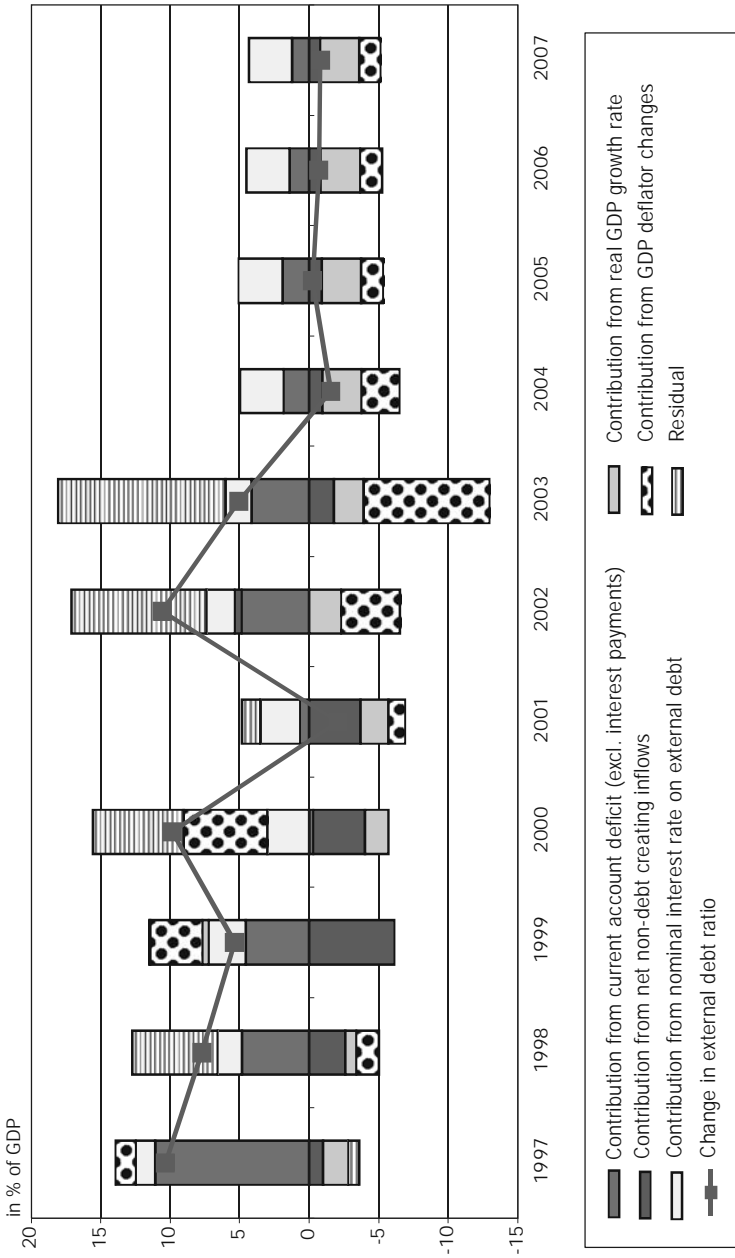 in % of GDP
20
15
10
5
0
-5
-10
-15
1997
1998
1999
2000
2001
2002
2003
2004
2005
2006
2007
Contribution from current account deficit (excl. interest payments)
Contribution from net non-debt creating inflows
Contribution from nominal interest rate on external debt
Change in external debt ratio
Contribution from real GDP growth rate
Contribution from GDP deflator changes
Residual